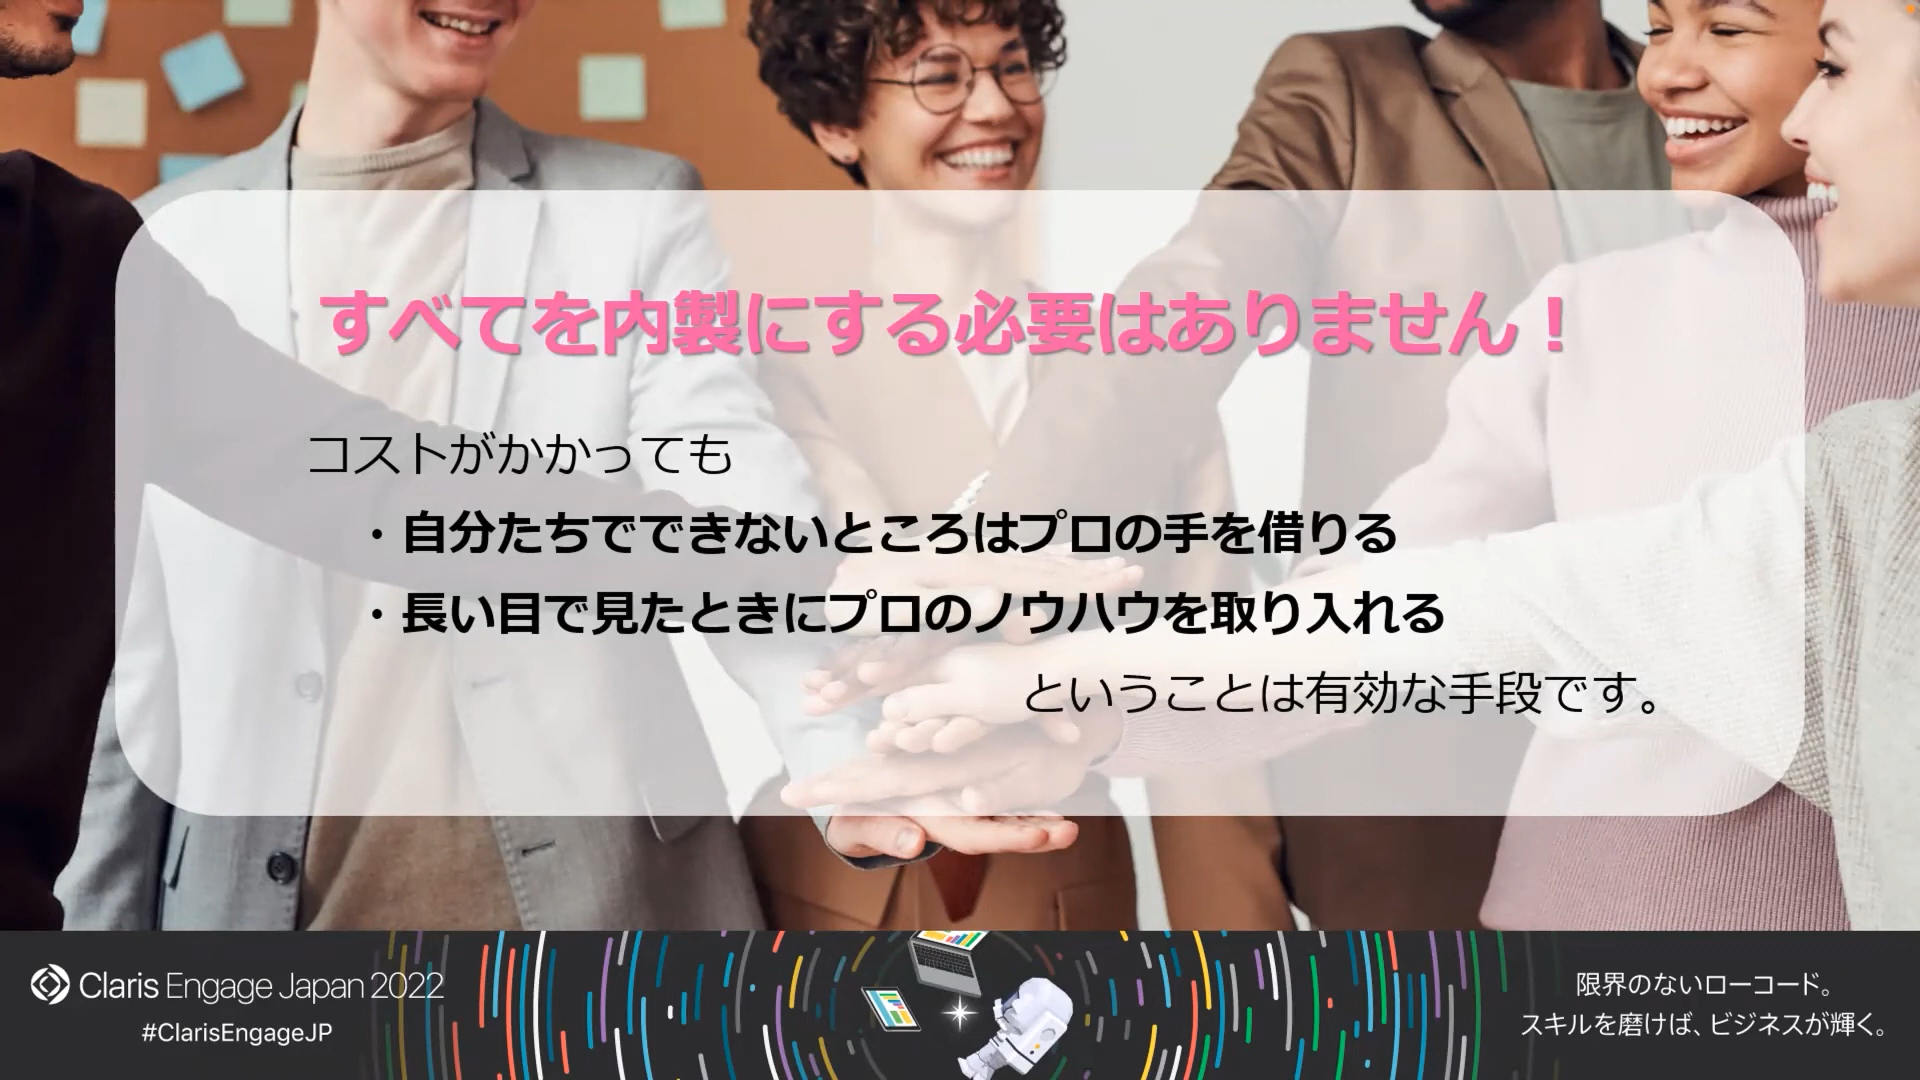 すべてを内製にする必要はありません！
コストがかかっても
・自分たちでできないところはプロの手を借りる
・長い目で見たときにプロのノウハウを取り入れる
ということは有効な手段です。
Claris Engage Japan 2022
#ClarisEngageJP
限界のないローコード。
スキルを磨けば、ビジネスが輝く。